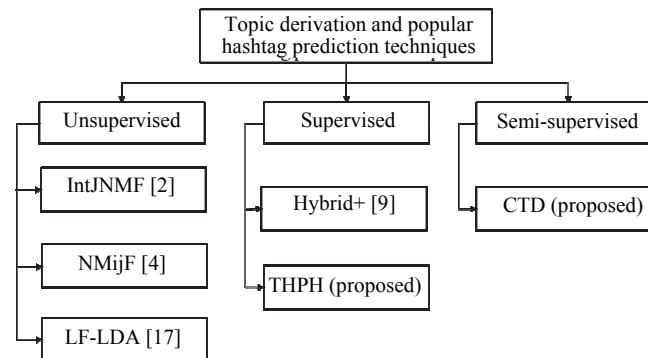 Topic derivation and popular
hashtag prediction techniques
Unsupervised
Supervised
Semi-supervised
IntJNMF [2]
Hybrid+ [9]
CTD (proposed)
NMijF [4]
THPH (proposed)
LF-LDA [17]